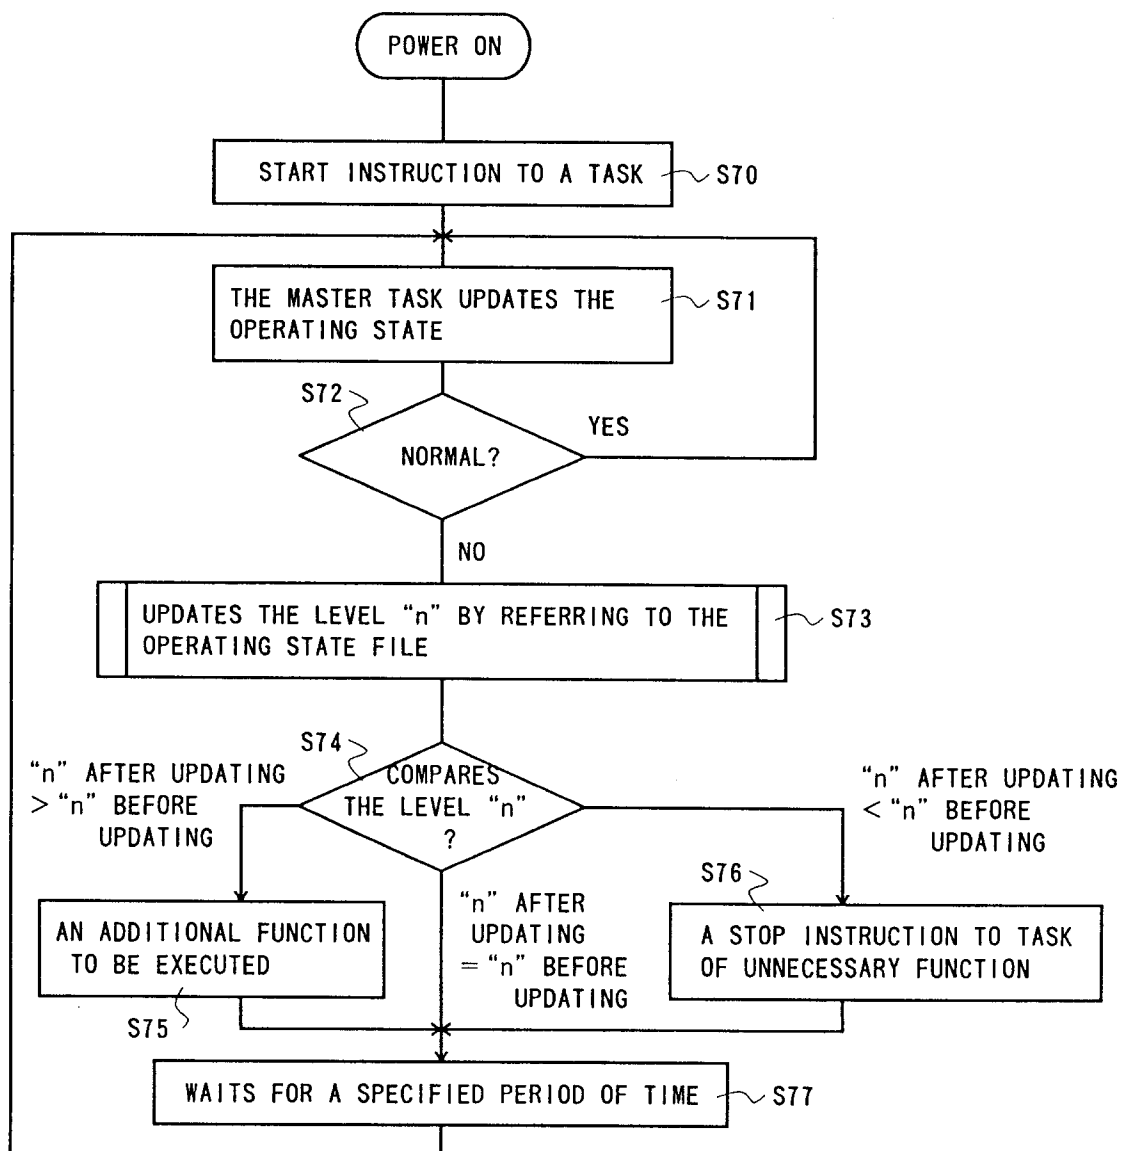 POWER ON
START INSTRUCTION TO A TASK
S70
THE MASTER TASK UPDATES THE
OPERATING STATE
S71
S72
NORMAL?
YES
NO
UPDATES THE LEVEL “n” BY REFERRING TO THE
OPERATING STATE FILE
S73
S74
COMPARES
THE LEVEL “n”
?
“n” AFTER UPDATING
> “n” BEFORE
UPDATING
“n” AFTER UPDATING
< “n” BEFORE
UPDATING
“n” AFTER
UPDATING
= “n” BEFORE
UPDATING
AN ADDITIONAL FUNCTION
TO BE EXECUTED
S75
S76
A STOP INSTRUCTION TO TASK
OF UNNECESSARY FUNCTION
WAITS FOR A SPECIFIED PERIOD OF TIME
S77